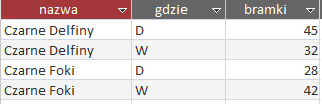 nazwa gdzie bramki
Czarne Delfiny D 45
Czarne Delfiny W 32
Czarne Foki D 28
Czarne Foki W 42